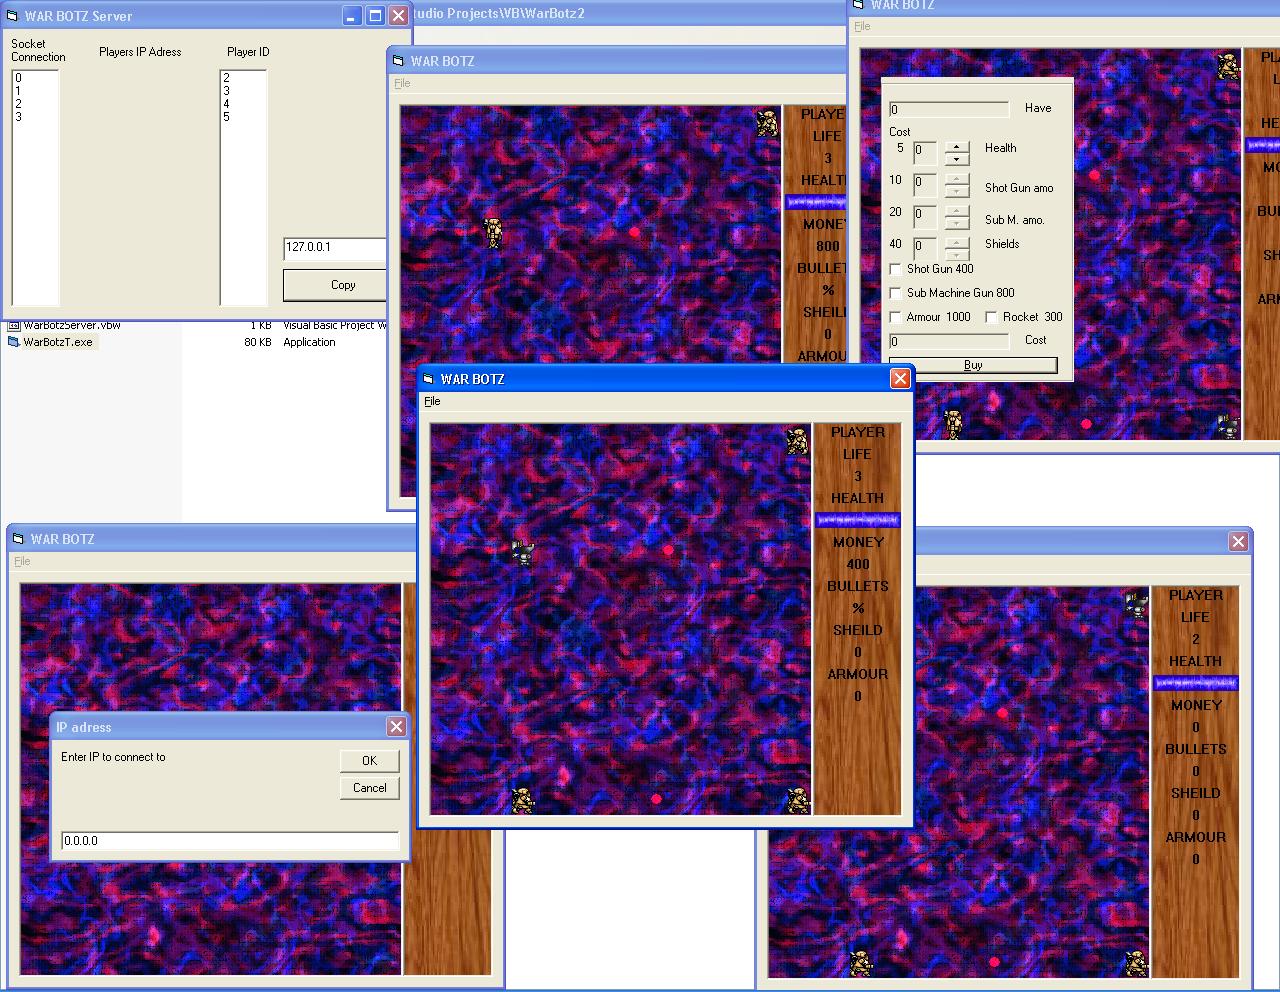 WAR BOTZ Server
Socket
Connection
Players IP Adress
Player ID
0
1
2
3
2
3
4
5
127.0.0.1
Copy
tudio Projects\VB\WarBotz2
WarBotzServer.vbw
1 KB
Visual Basic Project W
WarBotzT.exe
80 KB
Application
WAR BOTZ
File
PLAYE
LIFE
3
HEALT
MONEY
800
BULLET
%
SHEIL
0
ARMOU
WAR BOTZ
File
PL
L
HE
MO
BUL
SH
AR
0
Have
Cost
5
0
Health
10
0
Shot Gun amo
20
0
Sub M. amo.
40
0
Shields
Shot Gun 400
Sub Machine Gun 800
Armour 1000
Rocket 300
0
Cost
Buy
WAR BOTZ
File
PLAYER
LIFE
3
HEALTH
MONEY
400
BULLETS
%
SHEILD
0
ARMOUR
0
WAR BOTZ
File
IP adress
Enter IP to connect to
OK
Cancel
0.0.0.0
PLAYER
LIFE
2
HEALTH
MONEY
0
BULLETS
0
SHEILD
0
ARMOUR
0